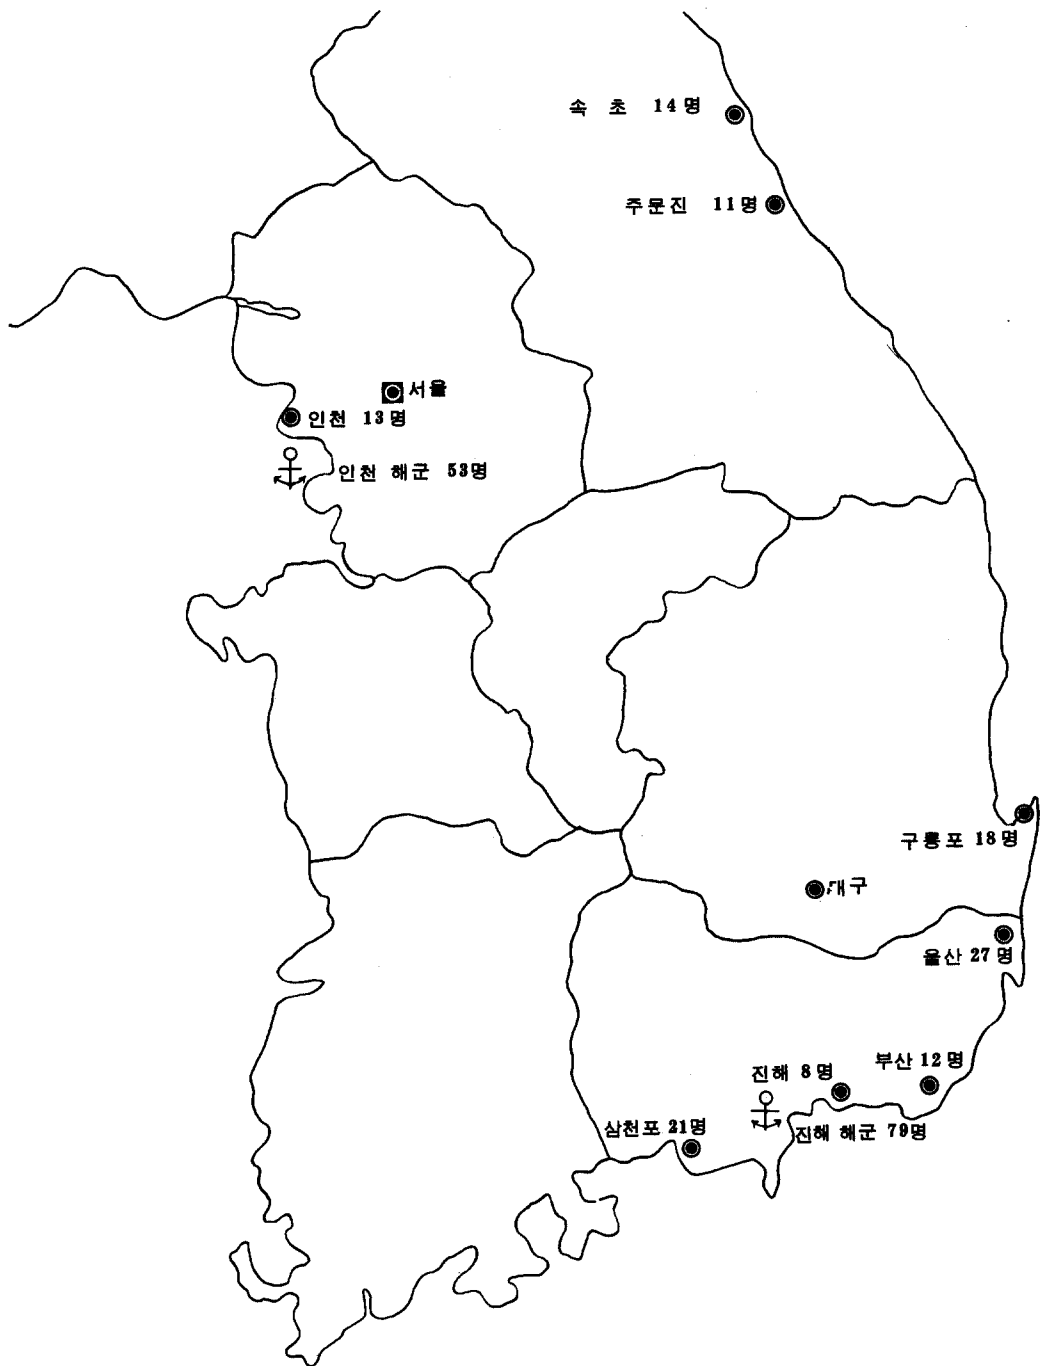 속 초 14명
주문진 11명
서울
인천 13명
인천 해군 53명
구룡포 18명
대구
울산 27명
부산 12명
진해 8명
삼천포 21명
진해 해군 79명